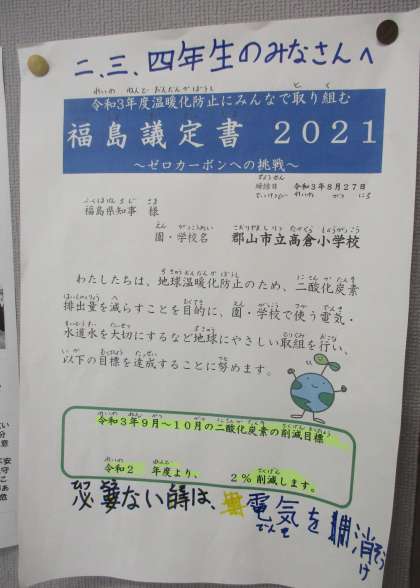 二、三、四年生のみなさんへ
令和3年度温暖化防止にみんなで取り組む
福島議定書 2021
～ゼロカーボンへの挑戦～
締結日 令和3年8月27日
福島県知事 様
園・学校名 郡山市立高倉小学校
わたしたちは、地球温暖化防止のため、二酸化炭素
排出量を減らすことを目的に、園・学校で使う電気・
水道水を大切にするなど地球にやさしい取組を行い、
以下の目標を達成することに努めます。
令和3年9月～10月の二酸化炭素の削減目標
令和2 年度より、 2%削減します。
必要ない時は、電気を消そう